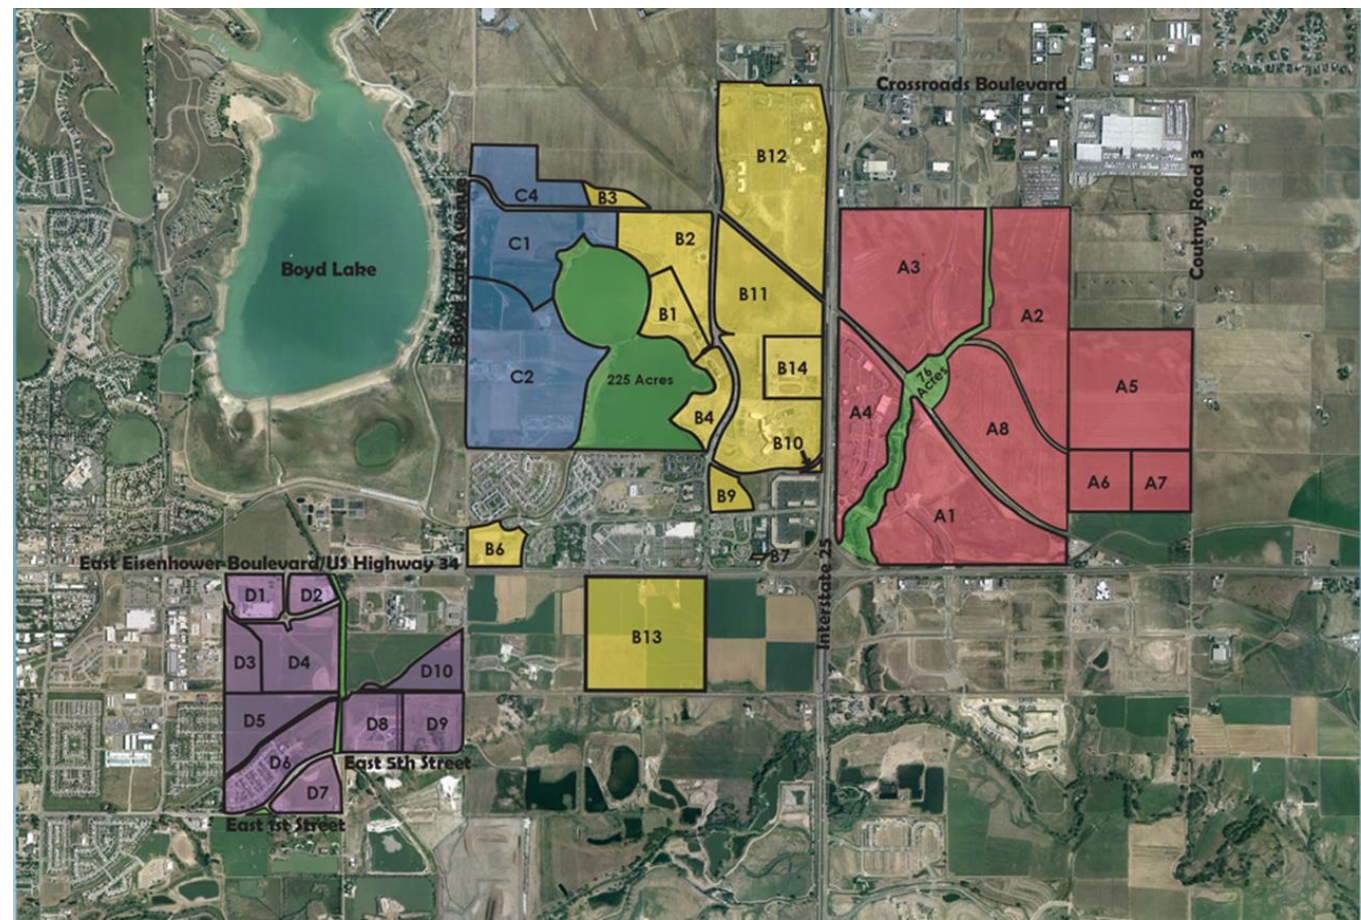 Crossroads Boulevard
B12
Coutny Road 3
C4
B3
Boyd Lake Avenue
C1
B2
A3
Boyd Lake
B11
A2
B1
C2
225 Acres
B14
76
Acres
A5
B4
A4
A8
B10
A6
A7
B9
A1
B6
B7
East Eisenhower Boulevard/US Highway 34
Interstate 25
D1
D2
B13
D3
D4
D10
D5
D8
D9
D6
East 5th Street
D7
East 1st Street